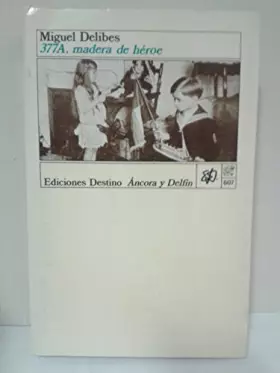 Miguel Delibes
377A, madera de héroe
Ediciones Destino Áncora y Delfín